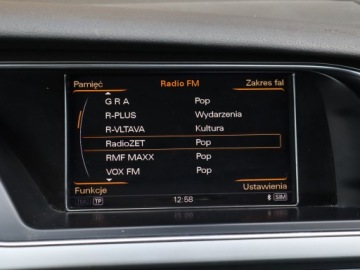 Pamięć Radio FM Zakres fal
G R A Pop
R-PLUS Wydarzenia
R-VLTAVA Kultura
RadioZET Pop
RMF MAXX Pop
VOX FM Pop
Funkcje Ustawienia
TP 12:58 SIM